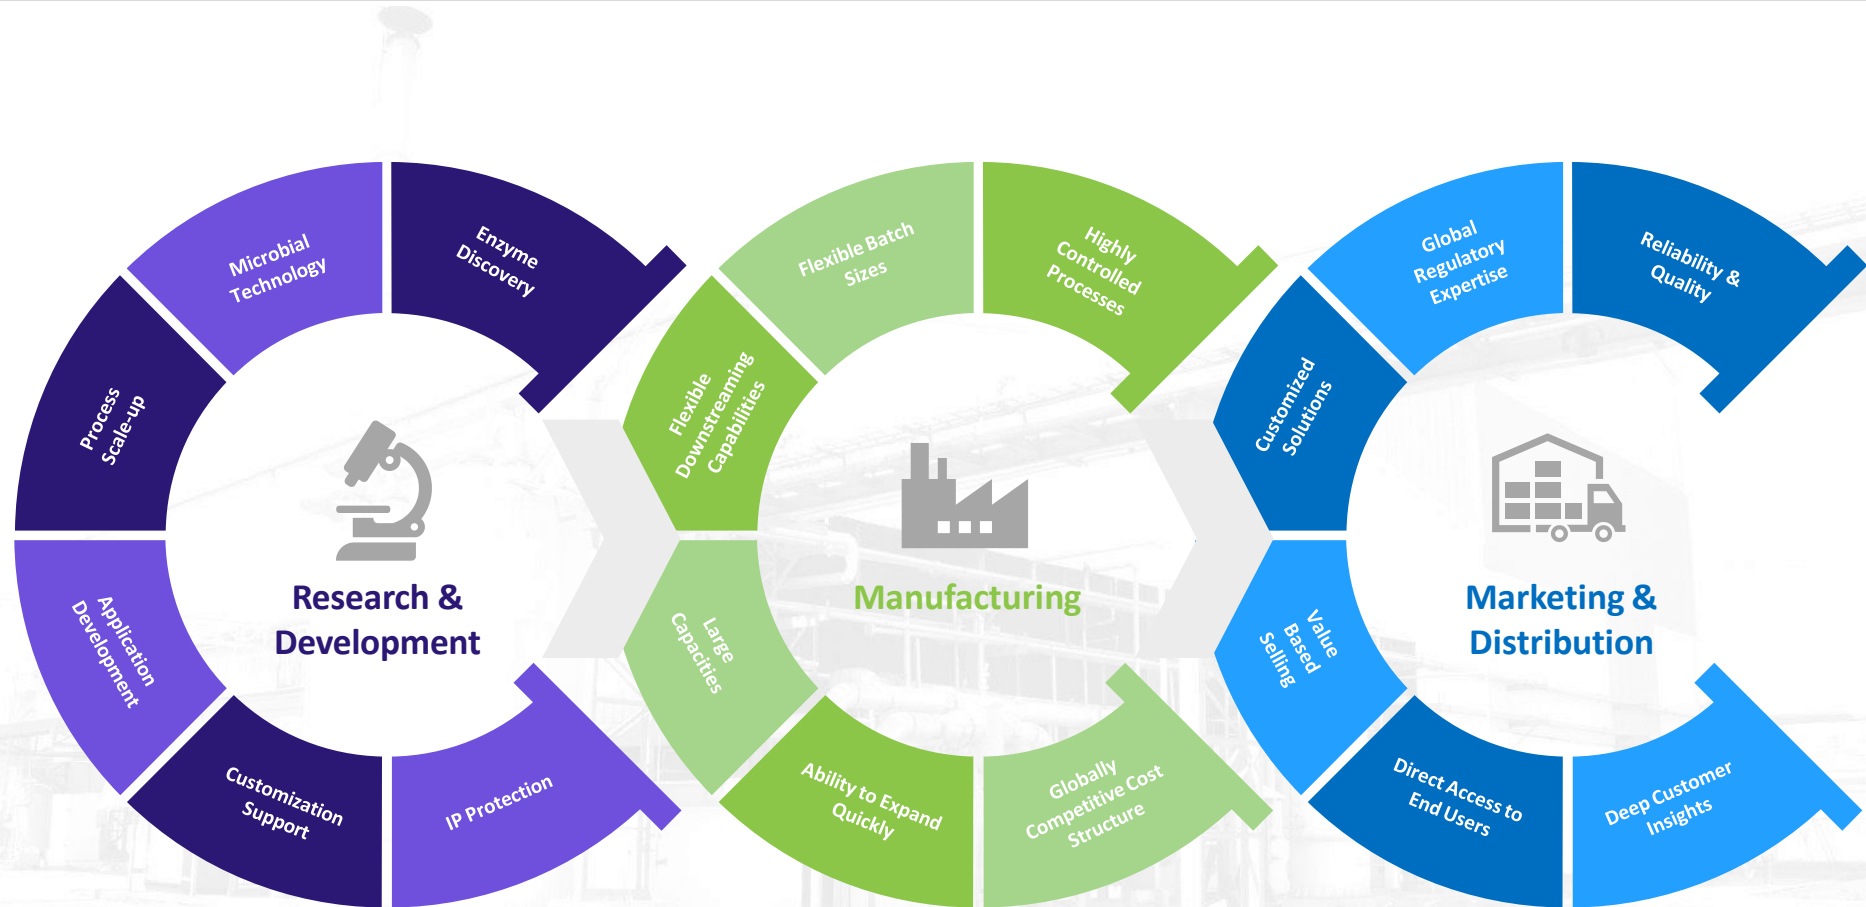 Enzyme
Discovery
Microbial
Technology
Process
Scale-up
Application
Development
Customization
Support
IP Protection
Research &
Development
Highly
Controlled
Processes
Flexible Batch
Sizes
Flexible
Downstreaming
Capabilities
Large
Capacities
Ability to Expand
Quickly
Globally
Competitive Cost
Structure
Manufacturing
Reliability &
Quality
Global
Regulatory
Expertise
Customized
Solutions
Value
Based
Selling
Direct Access to
End Users
Deep Customer
Insights
Marketing &
Distribution